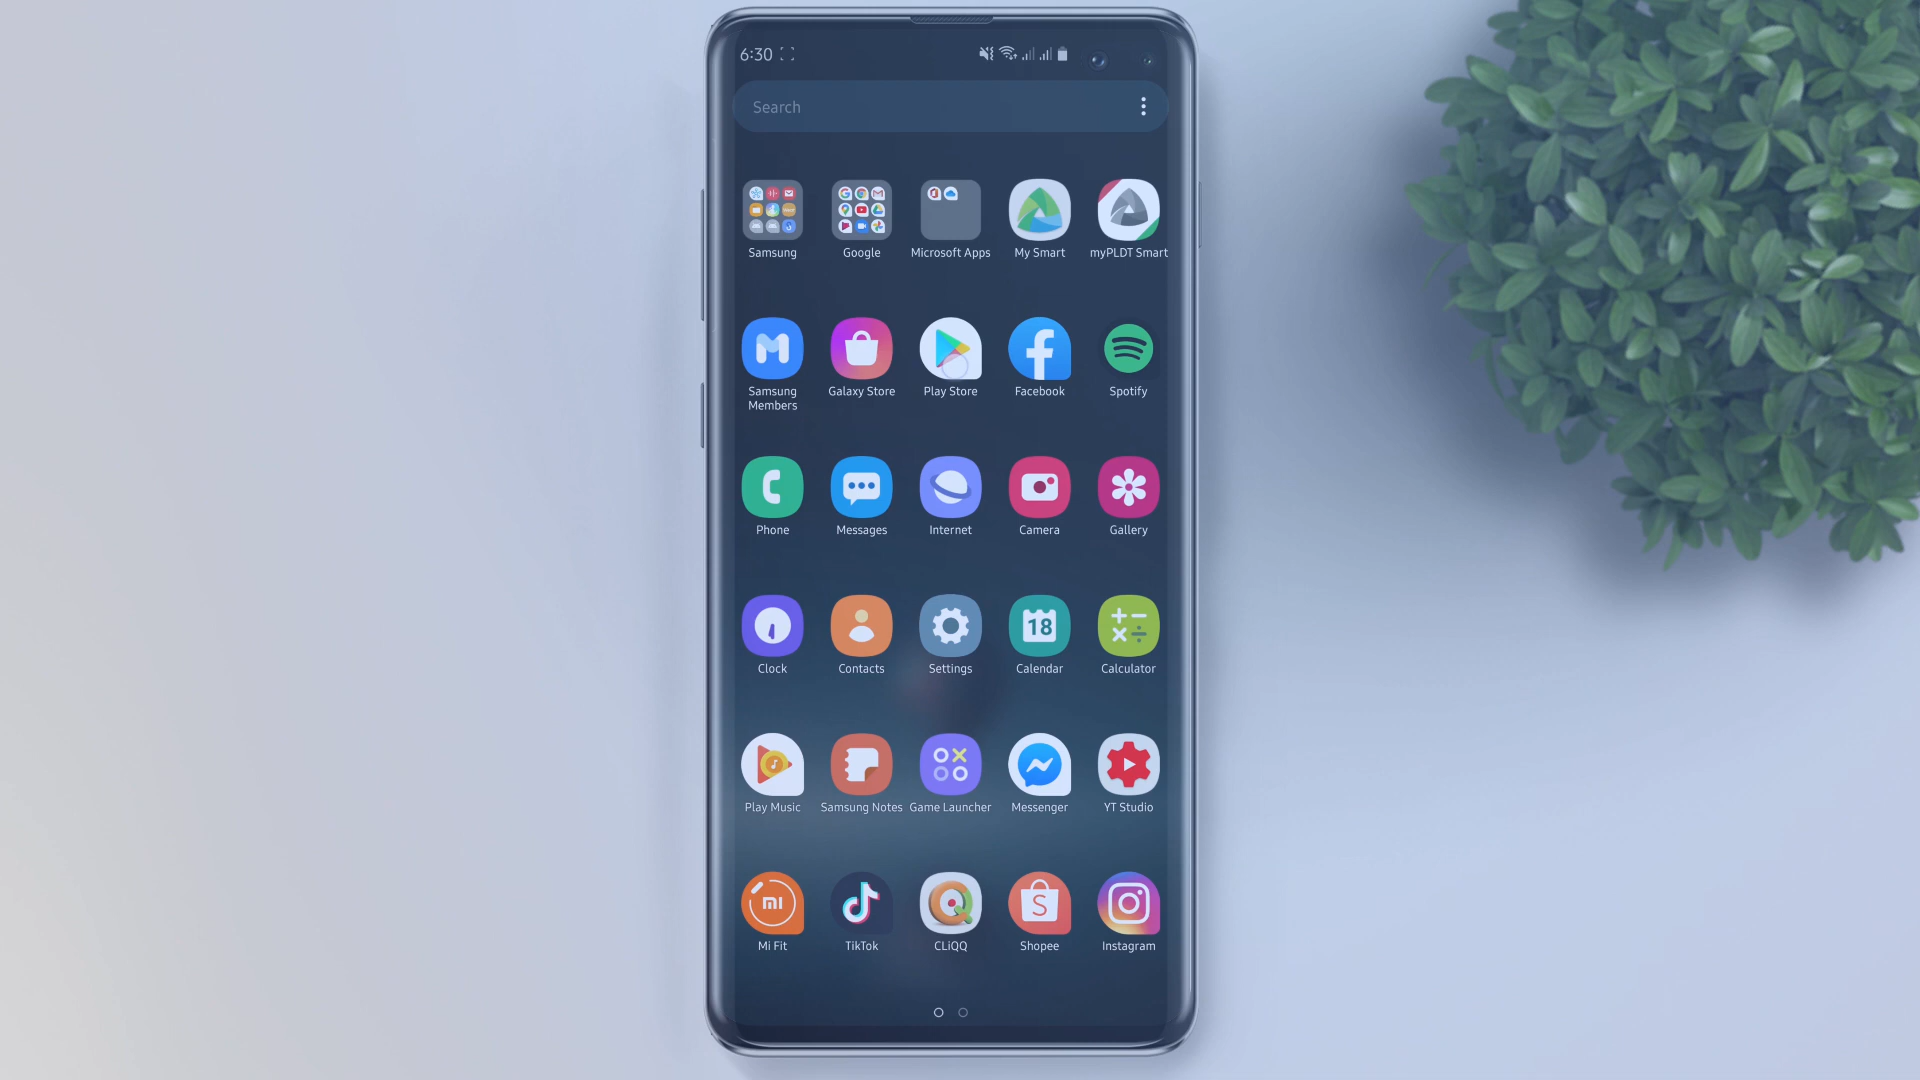 6:30
Search
Samsung
Google
Microsoft Apps
My Smart
myPLDT Smart
Samsung Members
Galaxy Store
Play Store
Facebook
Spotify
Phone
Messages
Internet
Camera
Gallery
Clock
Contacts
Settings
18
Calendar
Calculator
Play Music
Samsung Notes
Game Launcher
Messenger
YT Studio
mi
S
Mi Fit
TikTok
CLiQQ
Shopee
Instagram